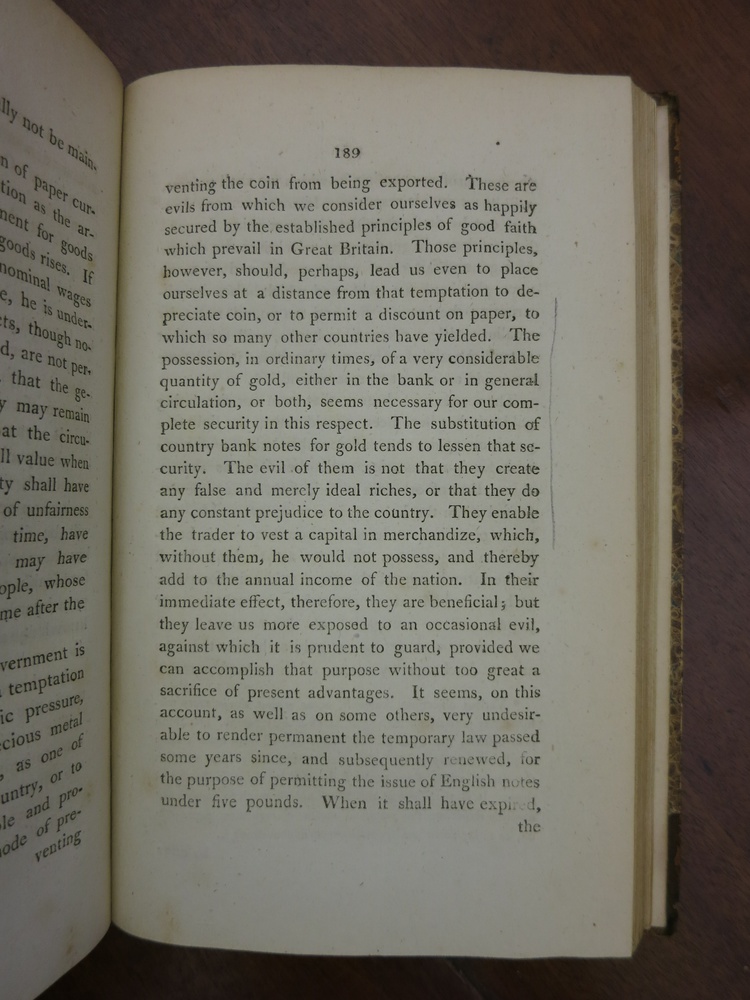 lly not be main-
n of paper cur-
tion as the ar-
ment for goods
goods rises. If
nominal wages
e, he is under-
ts, though no-
d, are not per-
that the ge-
y may remain
at the circu-
ll value when
ty shall have
of unfairness
time, have
may have
ople, whose
me after the
vernment is
temptation
ic pressure,
cious metal
, as one of
untry, or to
le and pro-
ode of pre-
venting
189
venting the coin from being exported. These are
evils from which we consider ourselves as happily
secured by the established principles of good faith
which prevail in Great Britain. Those principles,
however, should, perhaps, lead us even to place
ourselves at a distance from that temptation to de-
preciate coin, or to permit a discount on paper, to
which so many other countries have yielded. The
possession, in ordinary times, of a very considerable
quantity of gold, either in the bank or in general
circulation, or both, seems necessary for our com-
plete security in this respect. The substitution of
country bank notes for gold tends to lessen that se-
curity. The evil of them is not that they create
any false and merely ideal riches, or that they do
any constant prejudice to the country. They enable
the trader to vest a capital in merchandize, which,
without them, he would not possess, and thereby
add to the annual income of the nation. In their
immediate effect, therefore, they are beneficial; but
they leave us more exposed to an occasional evil,
against which it is prudent to guard, provided we
can accomplish that purpose without too great a
sacrifice of present advantages. It seems, on this
account, as well as on some others, very undesir-
able to render permanent the temporary law passed
some years since, and subsequently renewed, for
the purpose of permitting the issue of English notes
under five pounds. When it shall have expired,
the